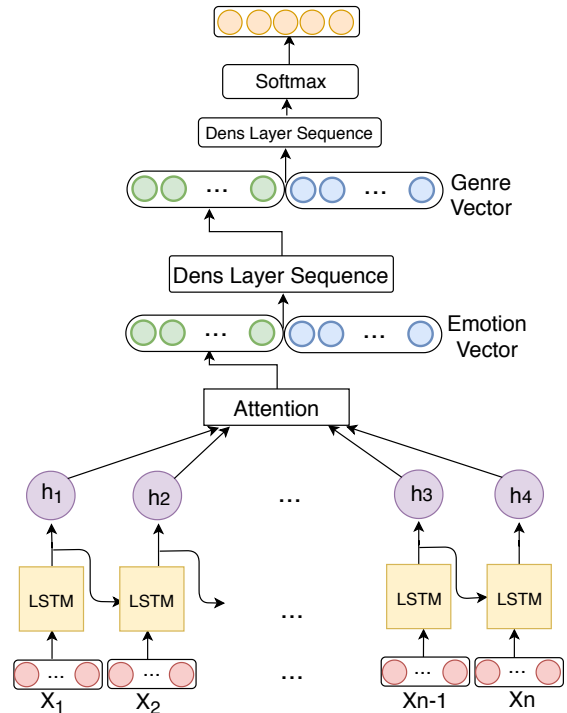 Softmax
Dens Layer Sequence
... ... Genre
Vector
Dens Layer Sequence
... ... Emotion
Vector
Attention
h1 h2 ... h3 h4
LSTM LSTM ... LSTM LSTM
... ... ... ... ...
X1 X2 Xn-1 Xn